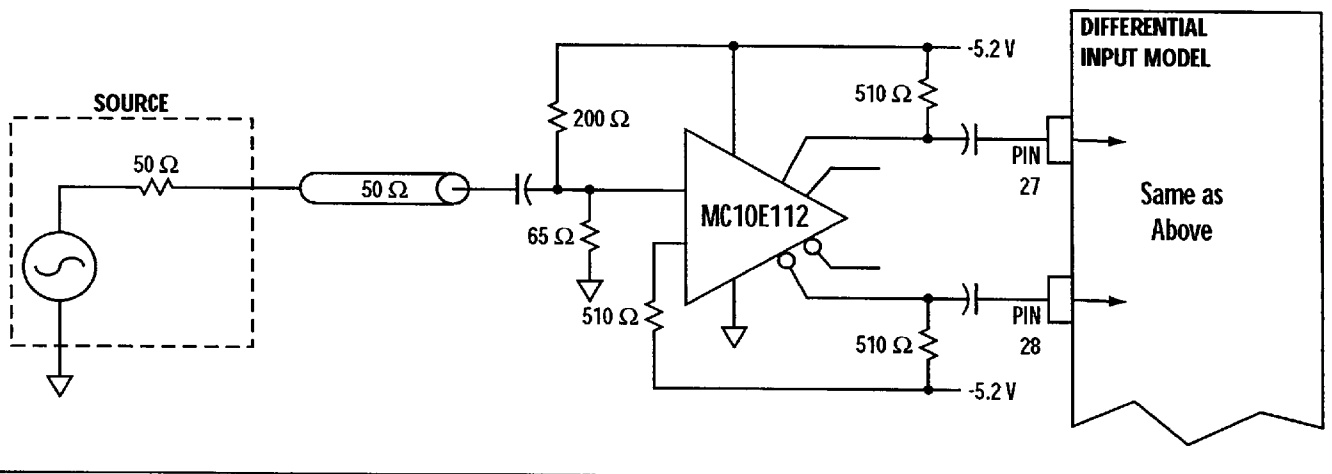 SOURCE
50 Ω
50 Ω
200 Ω
65 Ω
510 Ω
MC10E112
-5.2 V
510 Ω
510 Ω
-5.2 V
PIN
27
PIN
28
DIFFERENTIAL
INPUT MODEL
Same as
Above